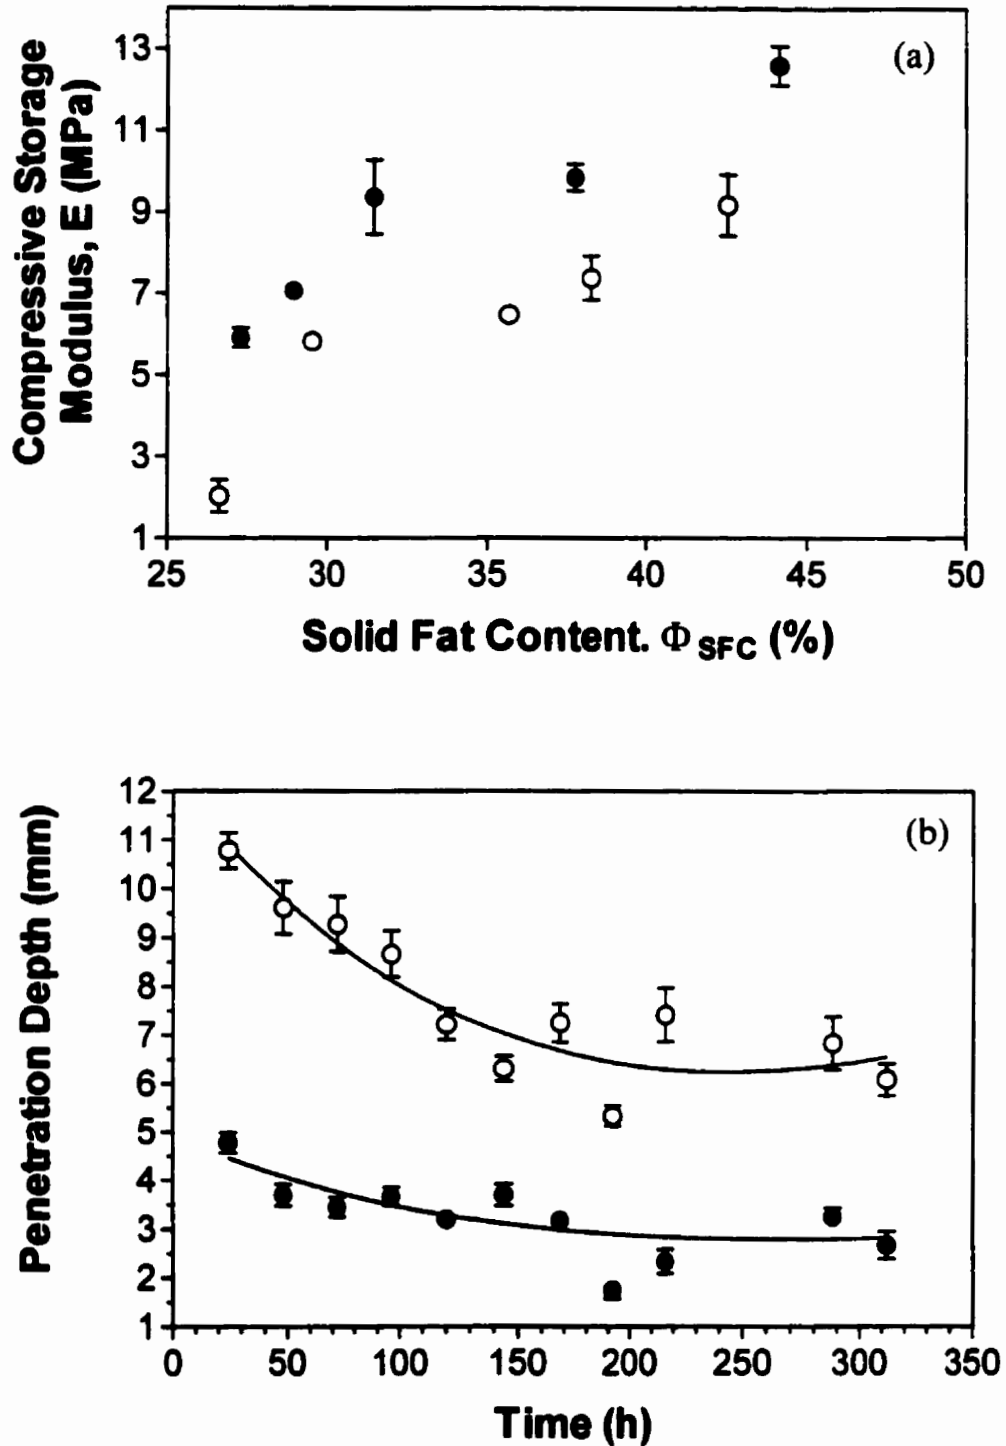 Compressive Storage
Modulus, E (MPa)
13
11
9
7
5
3
1
(a)
25 30 35 40 45 50
Solid Fat Content. Φ SFC (%)
Penetration Depth (mm)
12
11
10
9
8
7
6
5
4
3
2
1
(b)
0 50 100 150 200 250 300 350
Time (h)